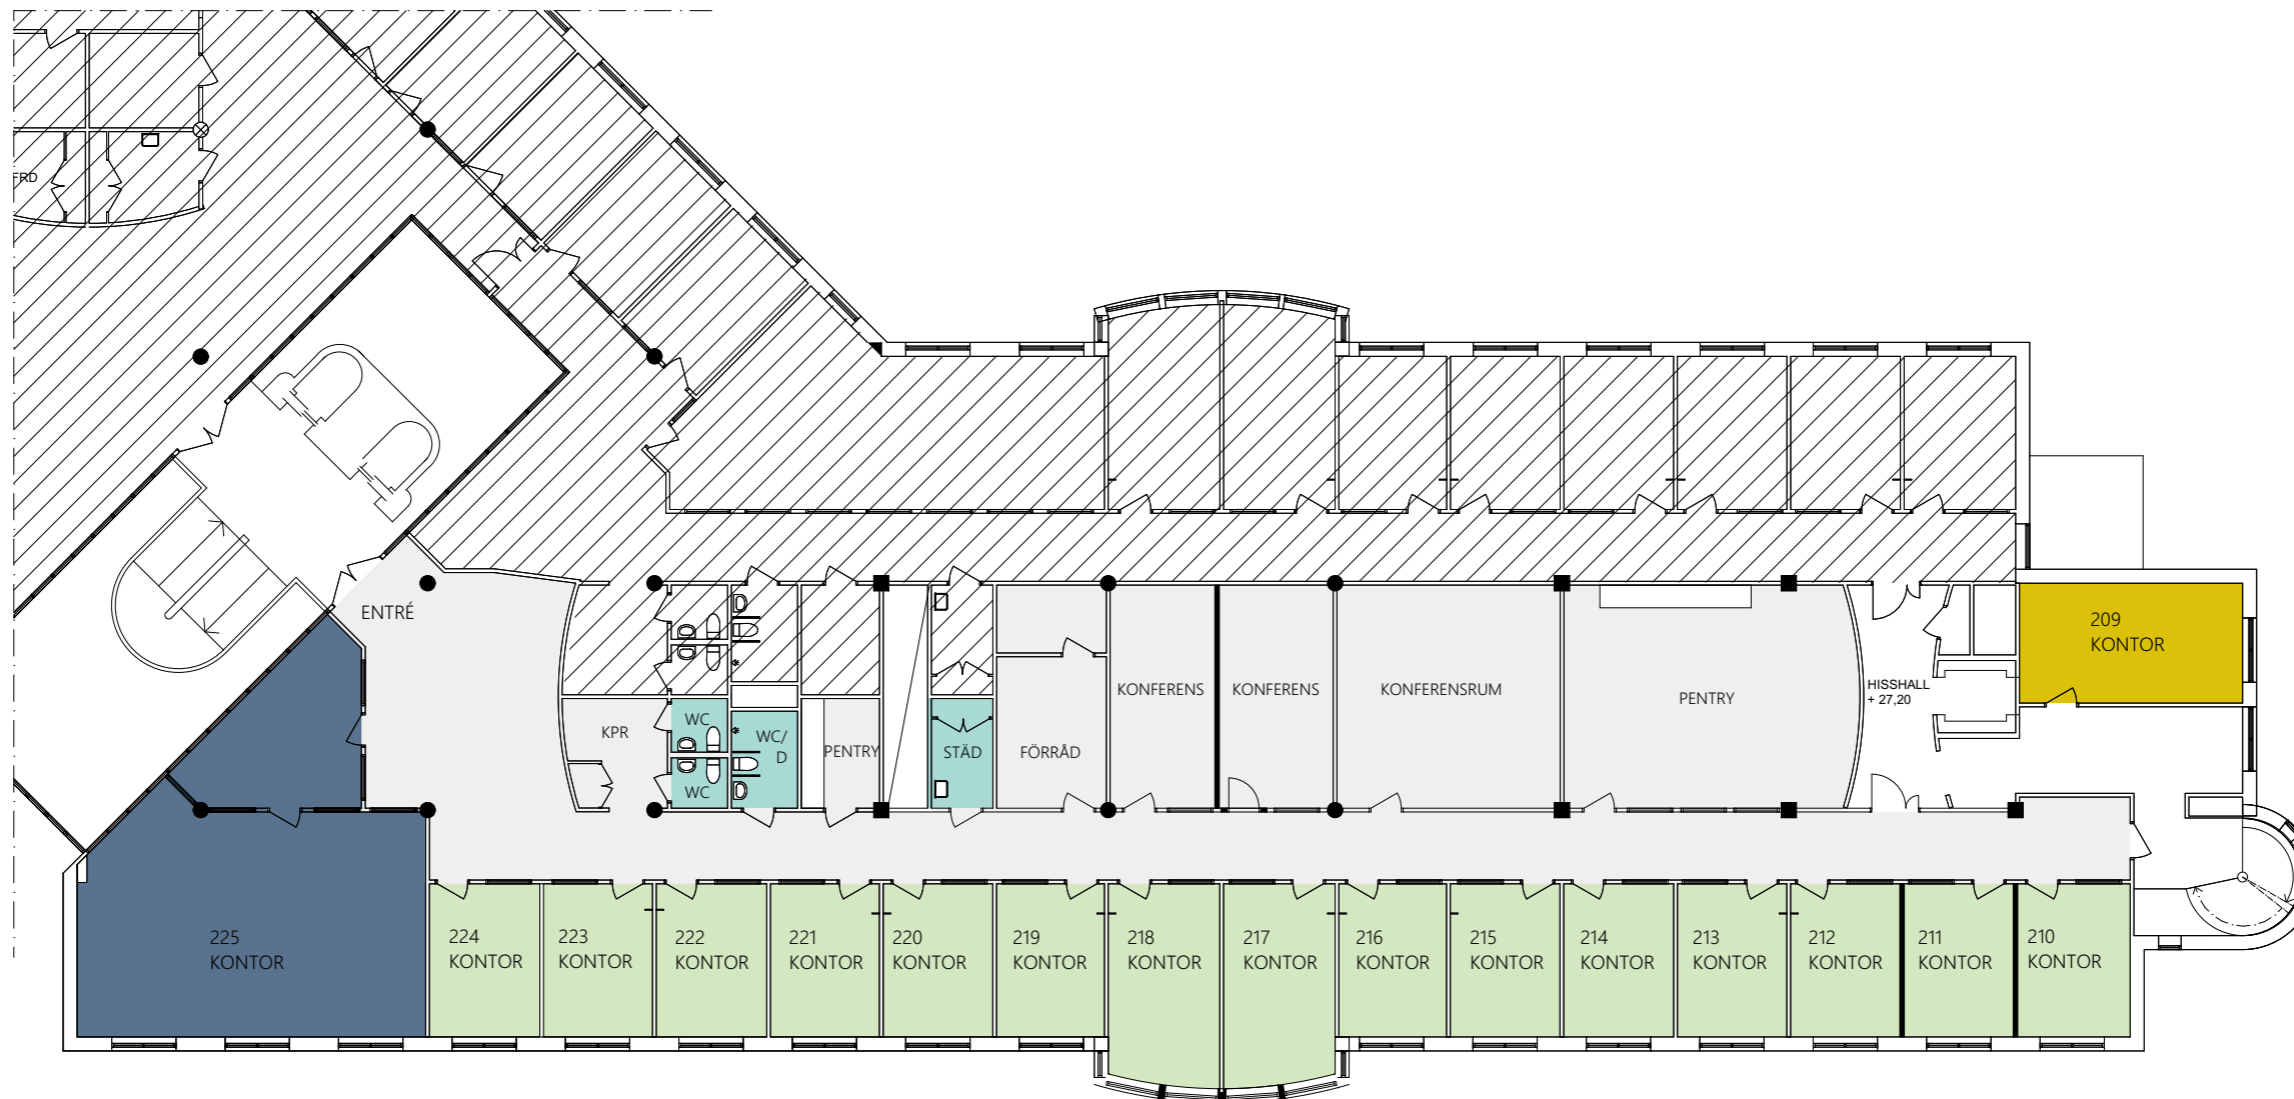 FRD
ENTRÉ
209
KONTOR
HISSHALL
+ 27,20
KONFERENS
KONFERENS
KONFERENSRUM
PENTRY
KPR
WC
WC/
D
PENTRY
STÄD
FÖRRÅD
WC
225
KONTOR
224
KONTOR
223
KONTOR
222
KONTOR
221
KONTOR
220
KONTOR
219
KONTOR
218
KONTOR
217
KONTOR
216
KONTOR
215
KONTOR
214
KONTOR
213
KONTOR
212
KONTOR
211
KONTOR
210
KONTOR